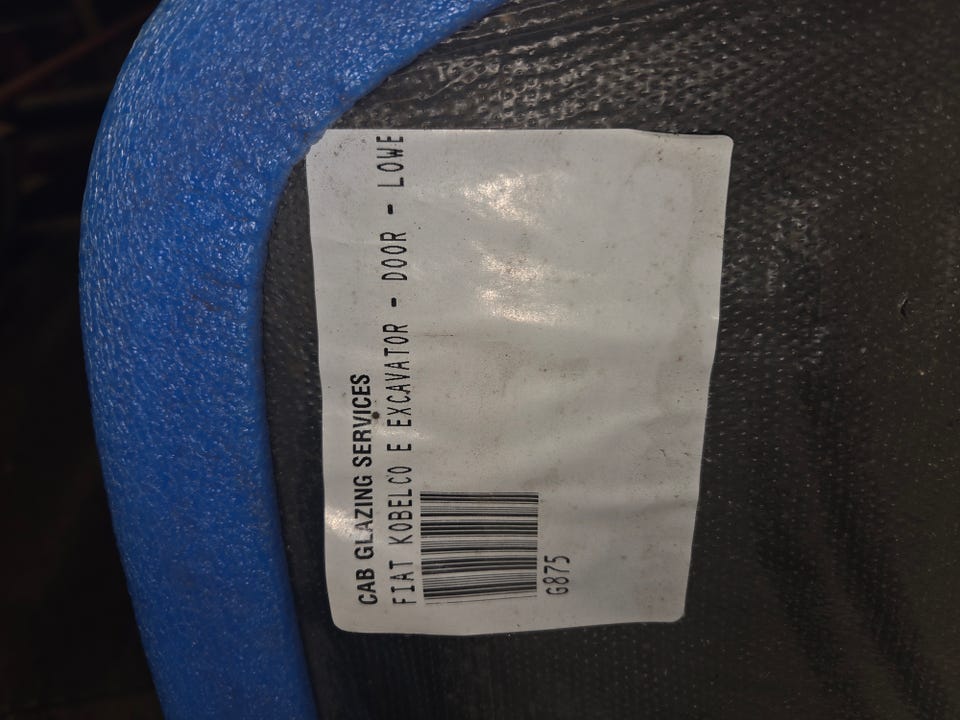 CAB GLAZING SERVICES
FIAT KOBELCO E EXCAVATOR - DOOR - LOWE
G875